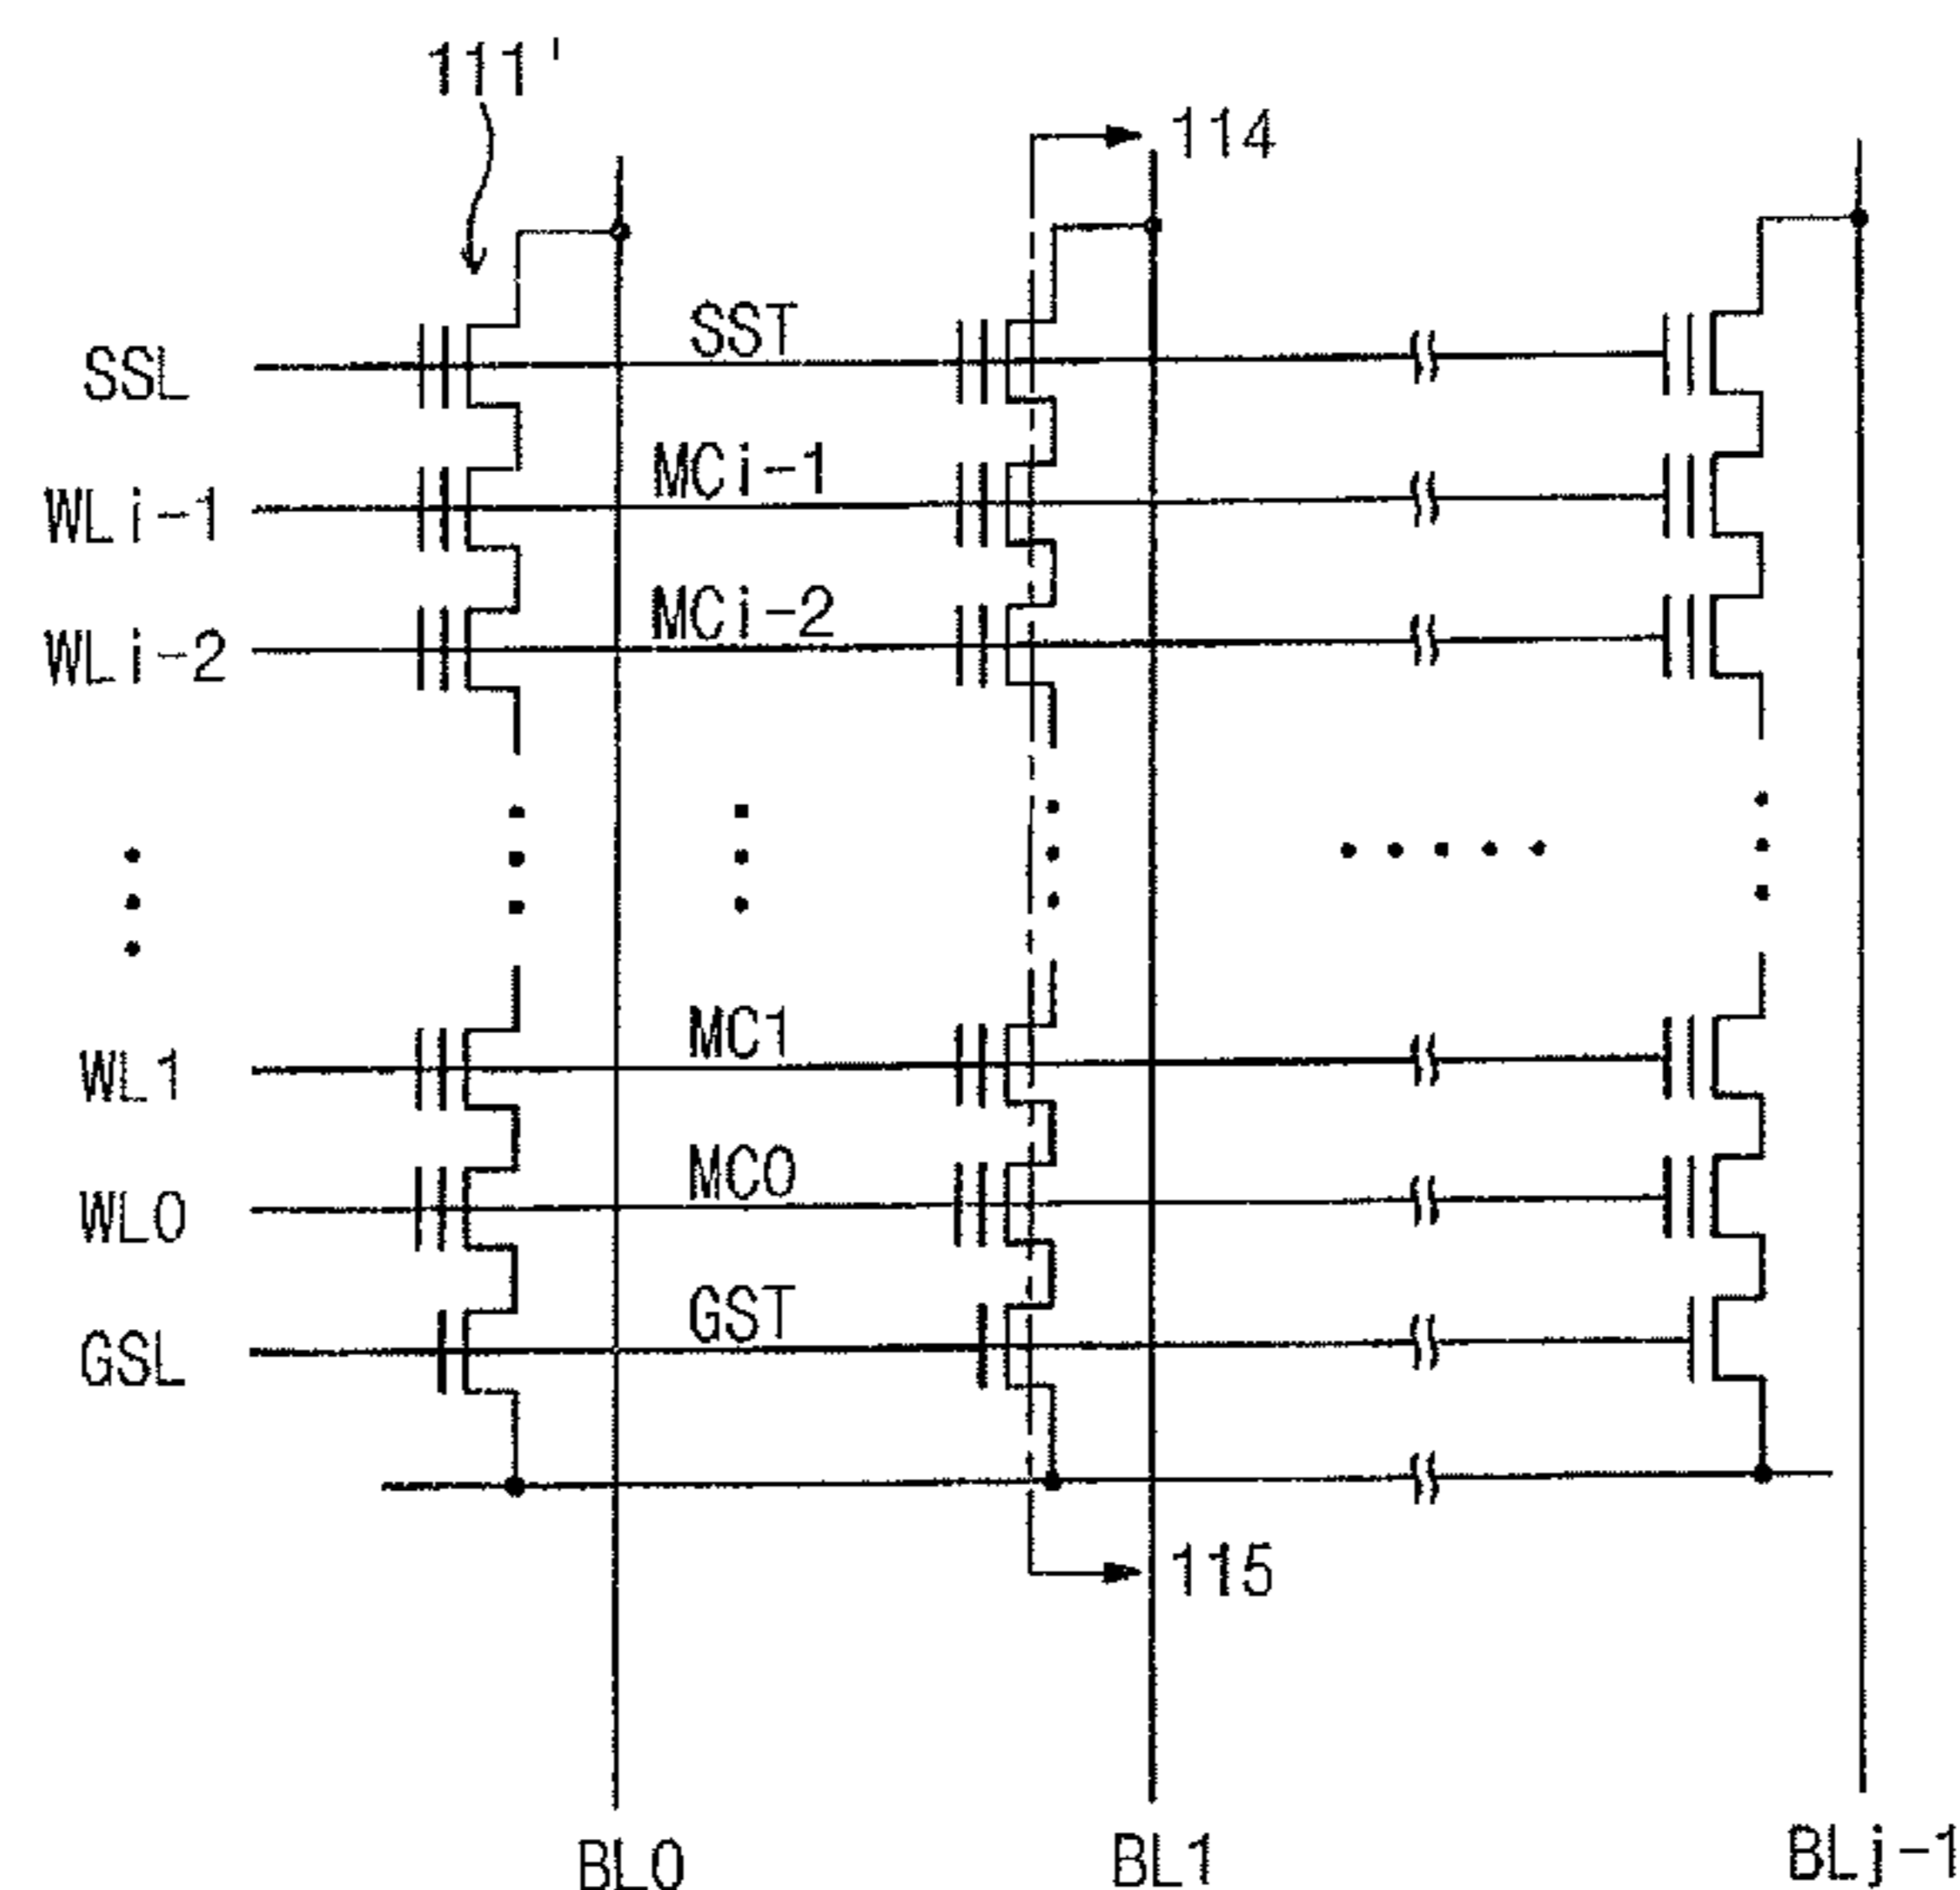 111'
114
SSL
SST
WLi-1
MCi-1
WLi-2
MCi-2
WL1
MC1
WL0
MC0
GSL
GST
115
BL0
BL1
BLj-1